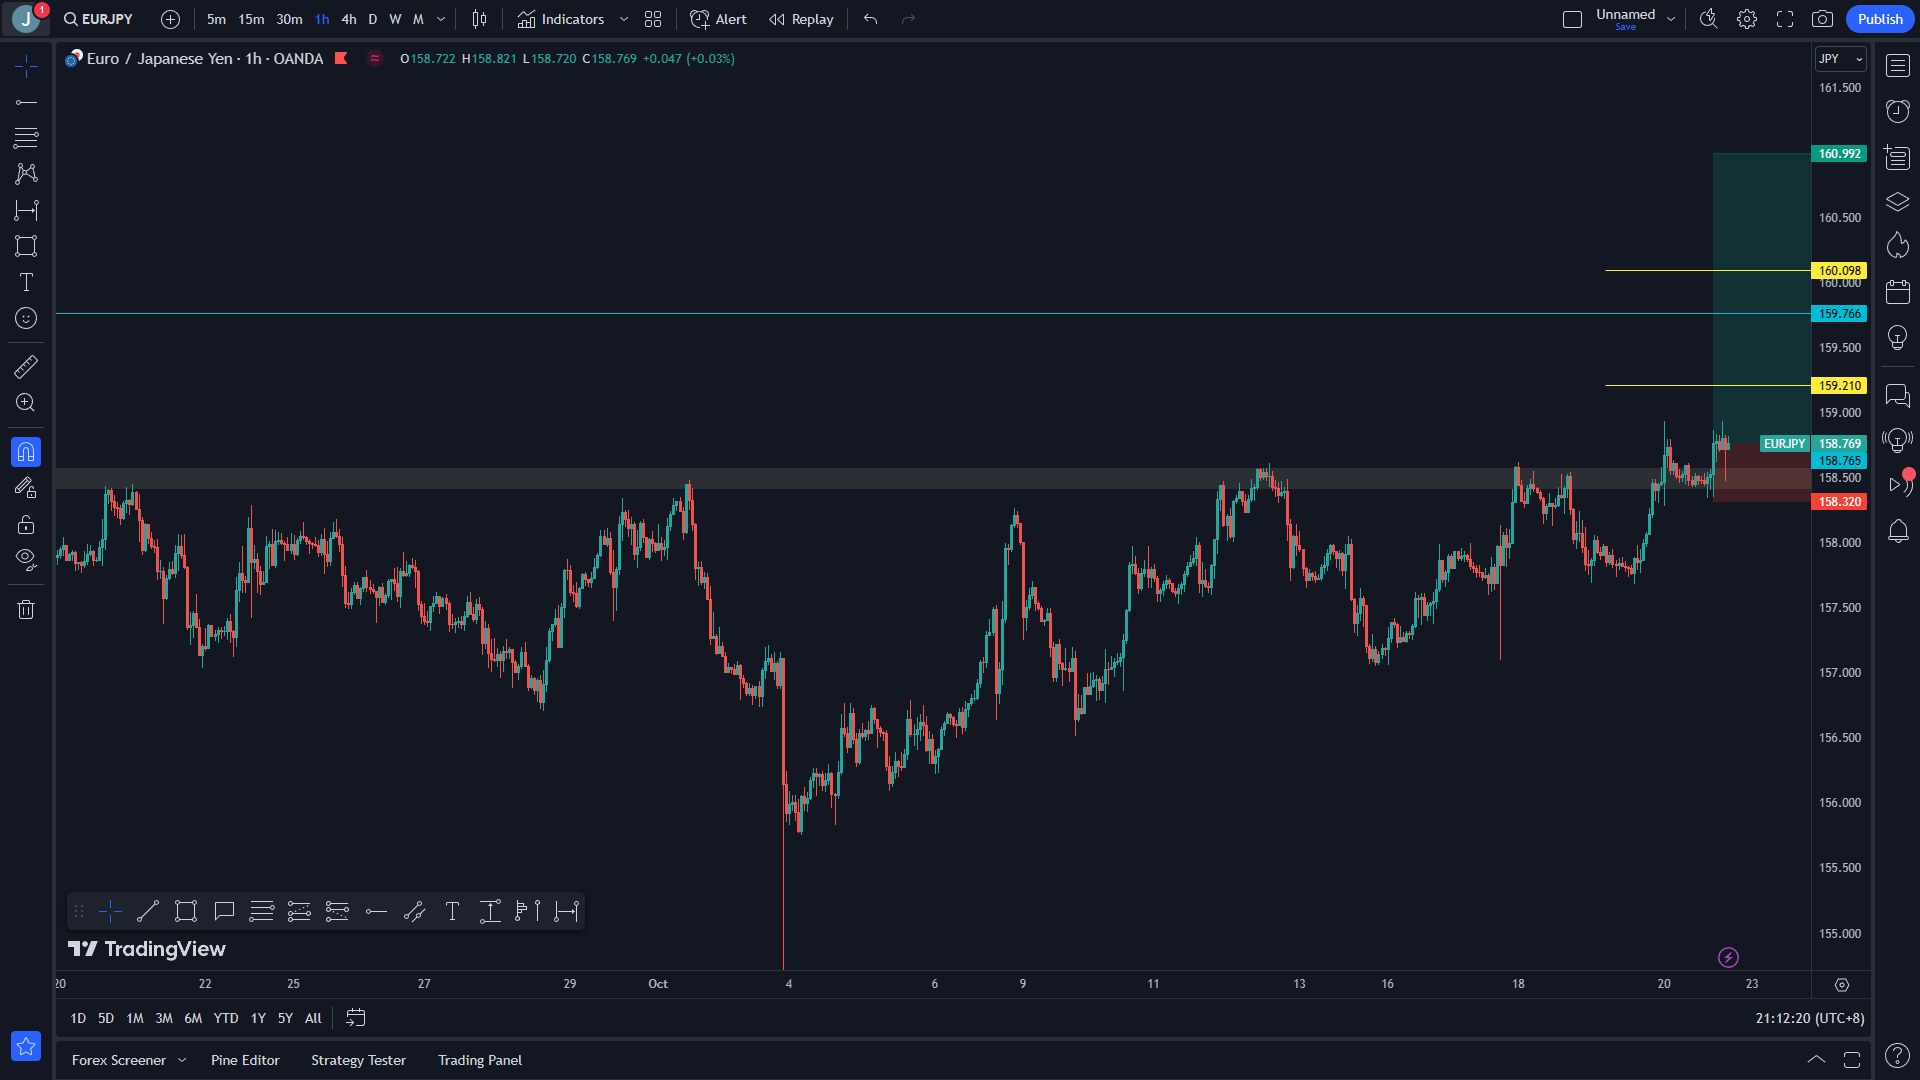 J 1 EURJPY 5m 15m 30m 1h 4h D W M Indicators Alert Replay Unnamed Save Publish
Euro / Japanese Yen · 1h · OANDA O158.722 H158.821 L158.720 C158.769 +0.047 (+0.03%)
JPY
161.500
160.992
160.500
160.098
160.000
159.766
159.500
159.210
159.000
EURJPY 158.769
158.765
158.500
158.320
158.000
157.500
157.000
156.500
156.000
155.500
155.000
TradingView
20 22 25 27 29 Oct 4 6 9 11 13 16 18 20 23
1D 5D 1M 3M 6M YTD 1Y 5Y All 21:12:20 (UTC+8)
Forex Screener Pine Editor Strategy Tester Trading Panel